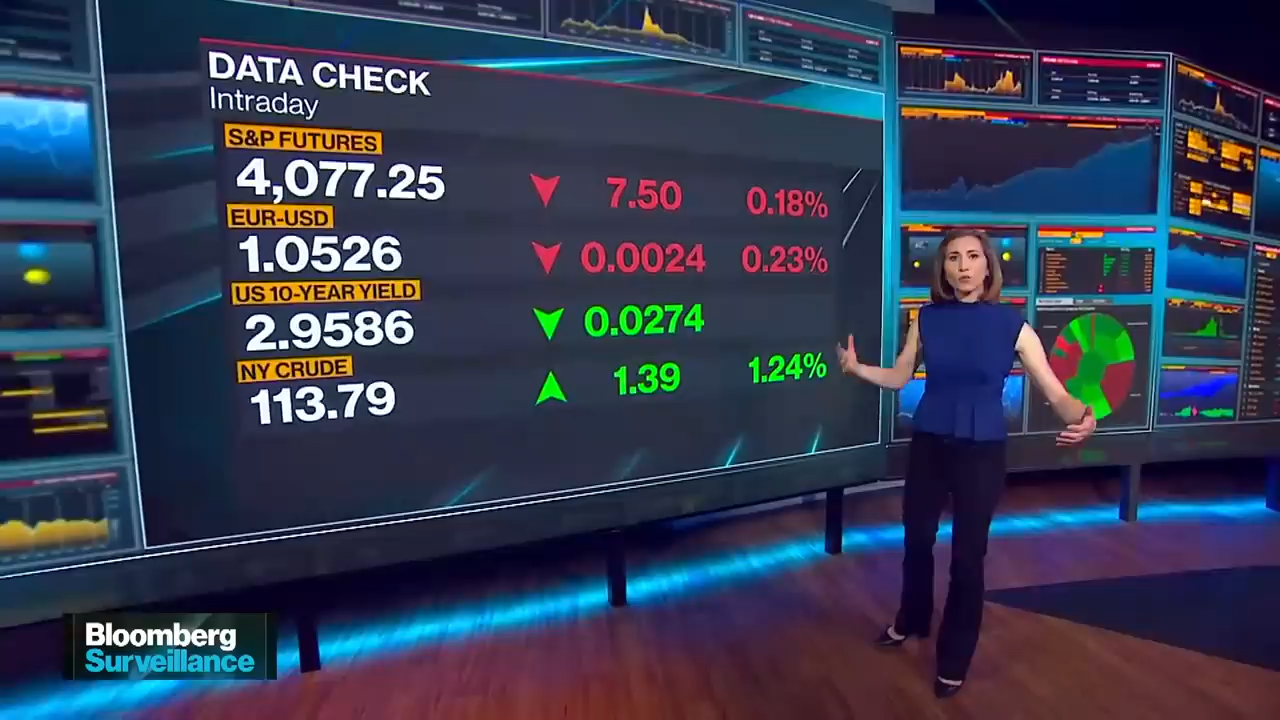 DATA CHECK
Intraday
S&P FUTURES
4,077.25 7.50 0.18%
EUR-USD
1.0526 0.0024 0.23%
US 10-YEAR YIELD
2.9586 0.0274
NY CRUDE
113.79 1.39 1.24%
Bloomberg
Surveillance